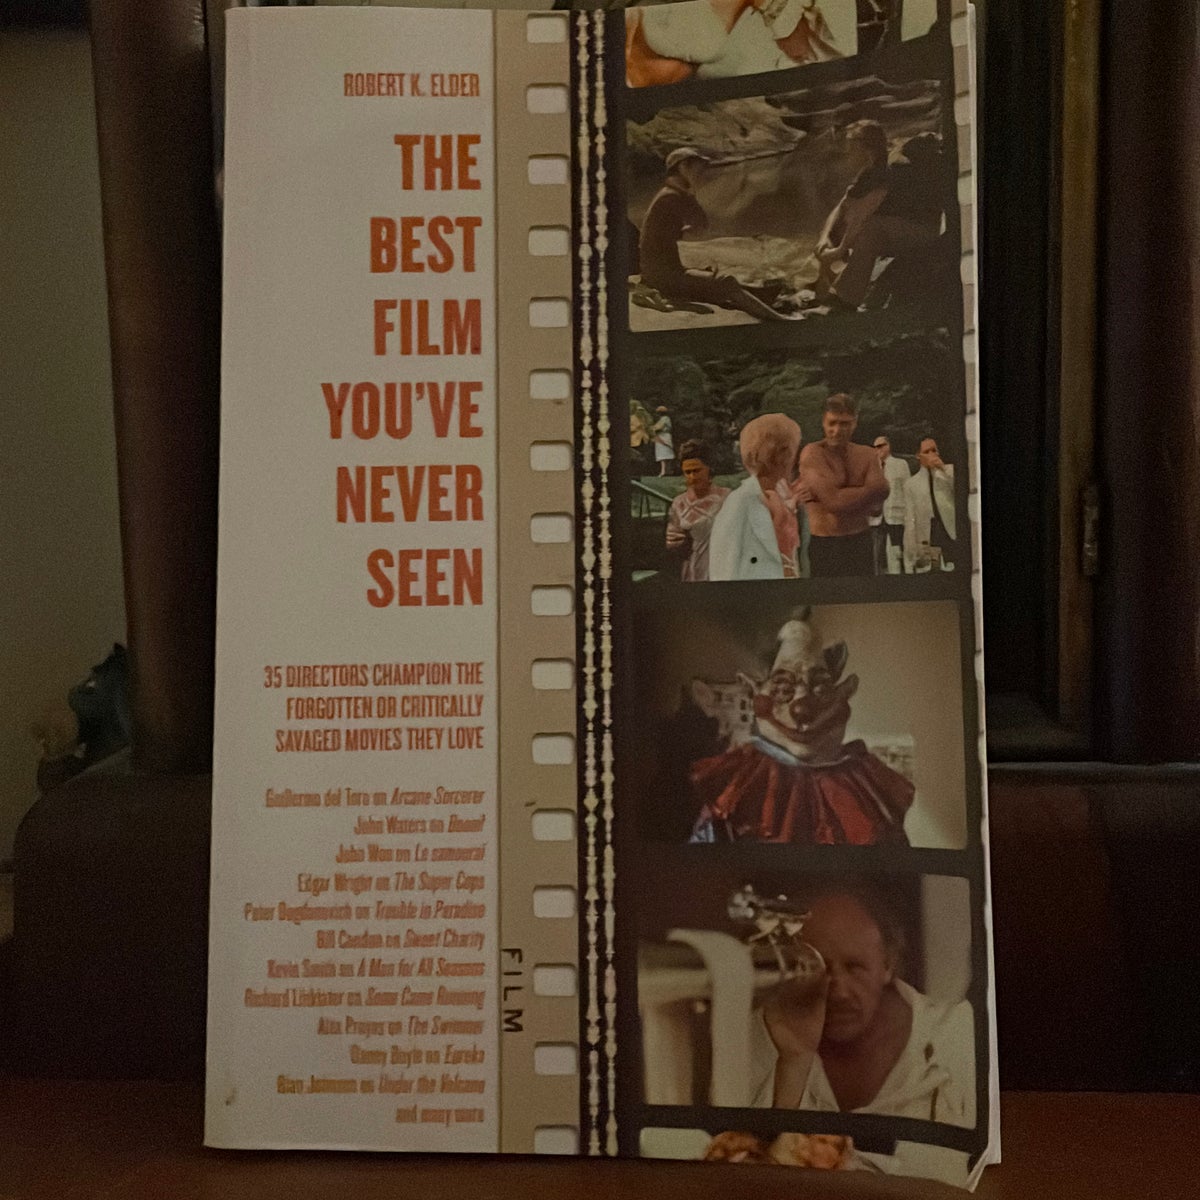 ROBERT K. ELDER
THE
BEST
FILM
YOU'VE
NEVER
SEEN
35 DIRECTORS CHAMPION THE
FORGOTTEN OR CRITICALLY
SAVAGED MOVIES THEY LOVE
Guillermo del Toro on Arcane Sorcerer
John Waters on Boom!
John Woo on Le samouraï
Edgar Wright on The Super Cops
Peter Bogdanovich on Trouble in Paradise
Bill Condon on Sweet Charity
Kevin Smith on A Man for All Seasons
Richard Linklater on Some Came Running
Alex Proyas on The Swimmer
Danny Boyle on Eureka
Rian Johnson on Under the Volcano
and many more
FILM